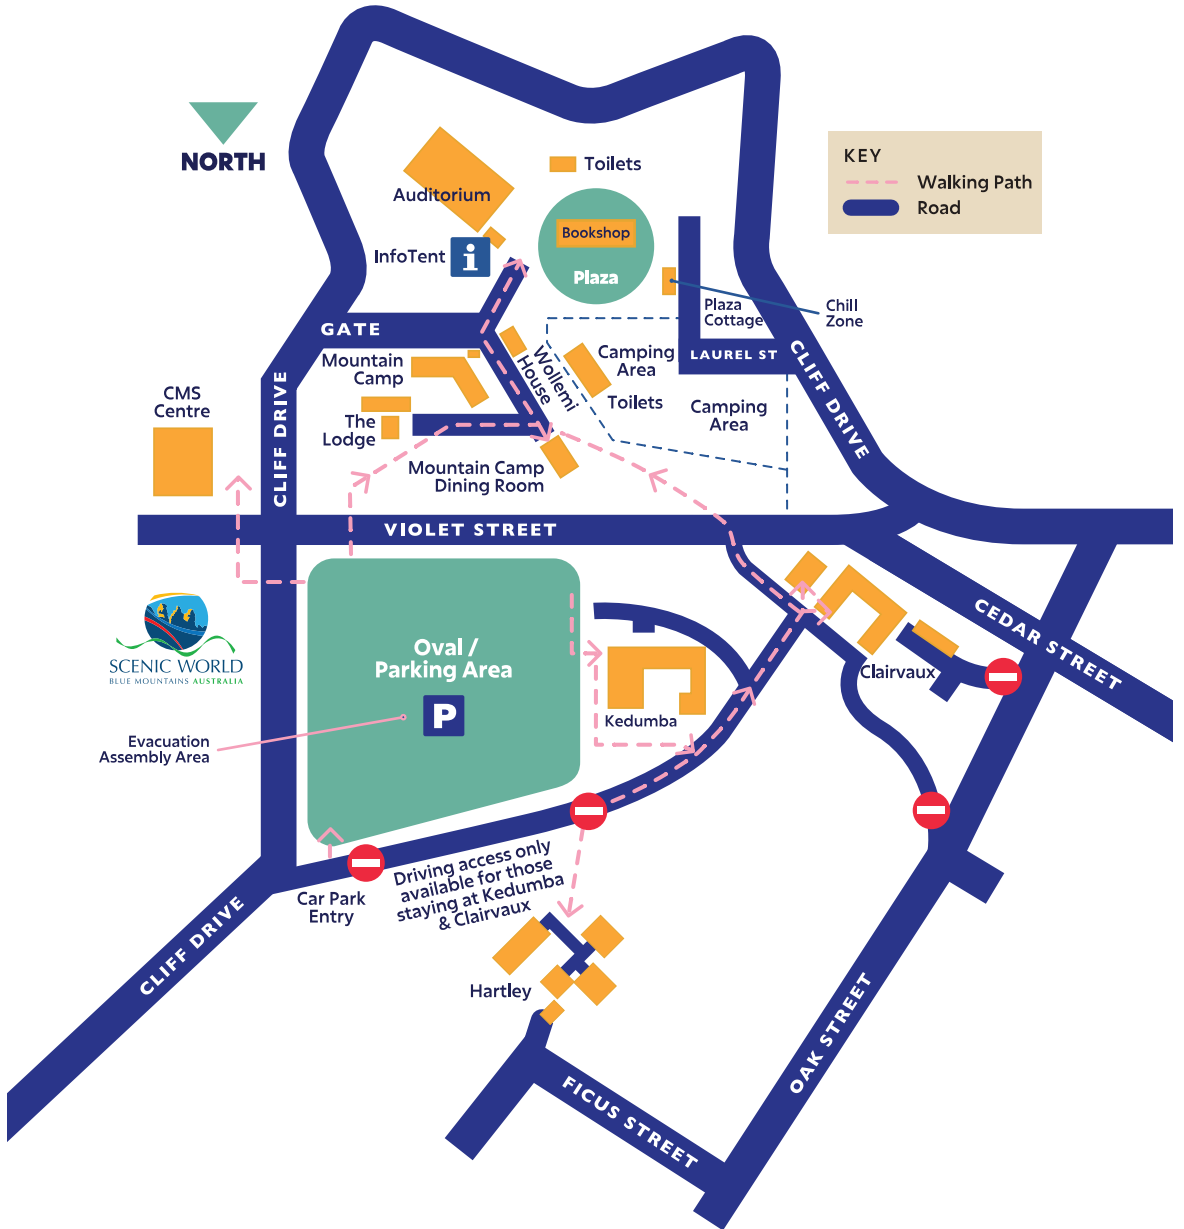 NORTH
Auditorium
Toilets
KEY
Walking Path
Road
InfoTent
i
Bookshop
Plaza
Plaza
Cottage
Chill
Zone
GATE
CLIFF DRIVE
Mountain
Camp
Wollemi
House
Camping
Area
LAUREL ST
Toilets
Camping
Area
CLIFF DRIVE
CMS
Centre
The
Lodge
Mountain Camp
Dining Room
VIOLET STREET
CEDAR STREET
SCENIC WORLD
BLUE MOUNTAINS AUSTRALIA
Oval /
Parking Area
P
Kedumba
Clairvaux
Evacuation
Assembly Area
Car Park
Entry
Driving access only
available for those
staying at Kedumba
& Clairvaux
CLIFF DRIVE
Hartley
OAK STREET
FICUS STREET